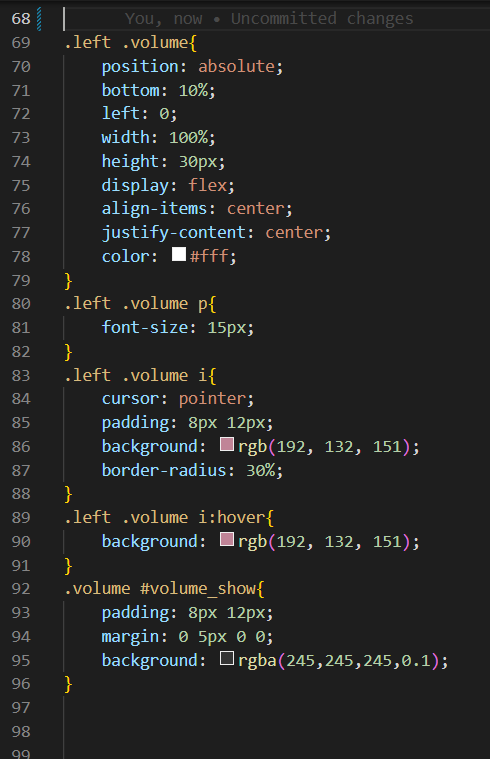 68 You, now • Uncommitted changes
69 .left .volume{
70 position: absolute;
71 bottom: 10%;
72 left: 0;
73 width: 100%;
74 height: 30px;
75 display: flex;
76 align-items: center;
77 justify-content: center;
78 color: #fff;
79 }
80 .left .volume p{
81 font-size: 15px;
82 }
83 .left .volume i{
84 cursor: pointer;
85 padding: 8px 12px;
86 background: rgb(192, 132, 151);
87 border-radius: 30%;
88 }
89 .left .volume i:hover{
90 background: rgb(192, 132, 151);
91 }
92 .volume #volume_show{
93 padding: 8px 12px;
94 margin: 0 5px 0 0;
95 background: rgba(245,245,245,0.1);
96 }
97
98
99